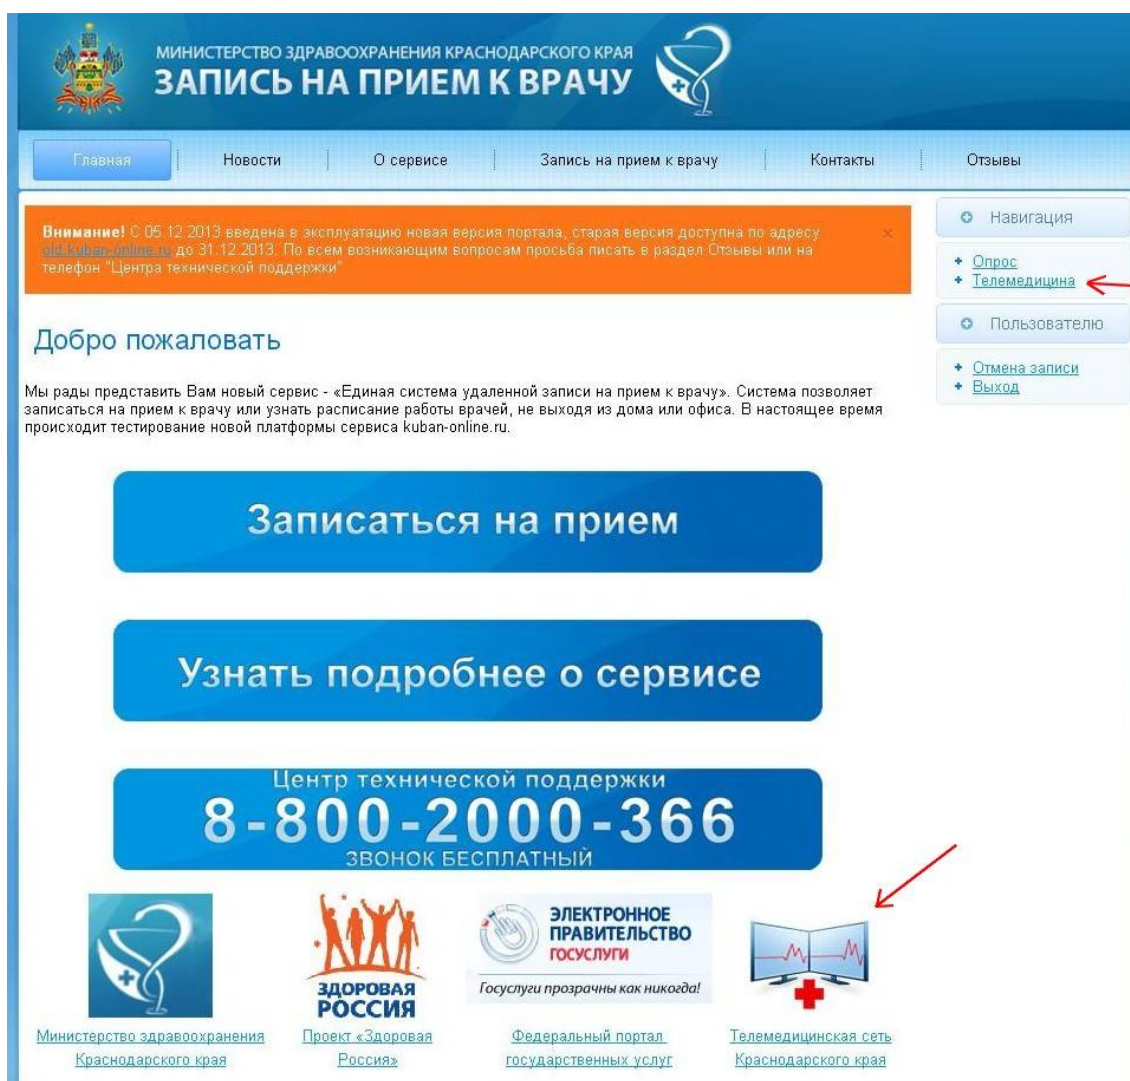 МИНИСТЕРСТВО ЗДРАВООХРАНЕНИЯ КРАСНОДАРСКОГО КРАЯ
ЗАПИСЬ НА ПРИЕМ К ВРАЧУ
Главная Новости О сервисе Запись на прием к врачу Контакты Отзывы
Внимание! С 05.12.2013 введена в эксплуатацию новая версия портала, старая версия доступна по адресу
old.kuban-online.ru до 31.12.2013. По всем возникающим вопросам просьба писать в раздел Отзывы или на
телефон "Центра технической поддержки"
×
Навигация
Опрос
Телемедицина
Пользователю
Отмена записи
Выход
Добро пожаловать
Мы рады представить Вам новый сервис - «Единая система удаленной записи на прием к врачу». Система позволяет
записаться на прием к врачу или узнать расписание работы врачей, не выходя из дома или офиса. В настоящее время
происходит тестирование новой платформы сервиса kuban-online.ru.
Записаться на прием
Узнать подробнее о сервисе
Центр технической поддержки
8-800-2000-366
ЗВОНОК БЕСПЛАТНЫЙ
Министерство здравоохранения
Краснодарского края
ЗДОРОВАЯ
РОССИЯ
Проект «Здоровая
Россия»
ЭЛЕКТРОННОЕ
ПРАВИТЕЛЬСТВО
ГОСУСЛУГИ
Госуслуги прозрачны как никогда!
Федеральный портал
государственных услуг
Телемедицинская сеть
Краснодарского края